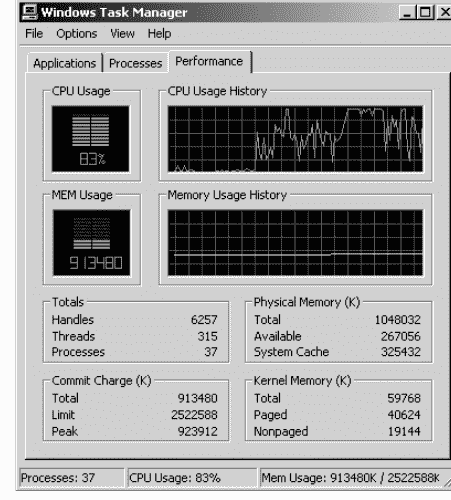 Windows Task Manager
File Options View Help
Applications Processes Performance
CPU Usage CPU Usage History
83%
MEM Usage Memory Usage History
913480
Totals Physical Memory (K)
Handles 6257 Total 1048032
Threads 315 Available 267056
Processes 37 System Cache 325432
Commit Charge (K) Kernel Memory (K)
Total 913480 Total 59768
Limit 2522588 Paged 40624
Peak 923912 Nonpaged 19144
Processes: 37 CPU Usage: 83% Mem Usage: 913480K / 2522588K